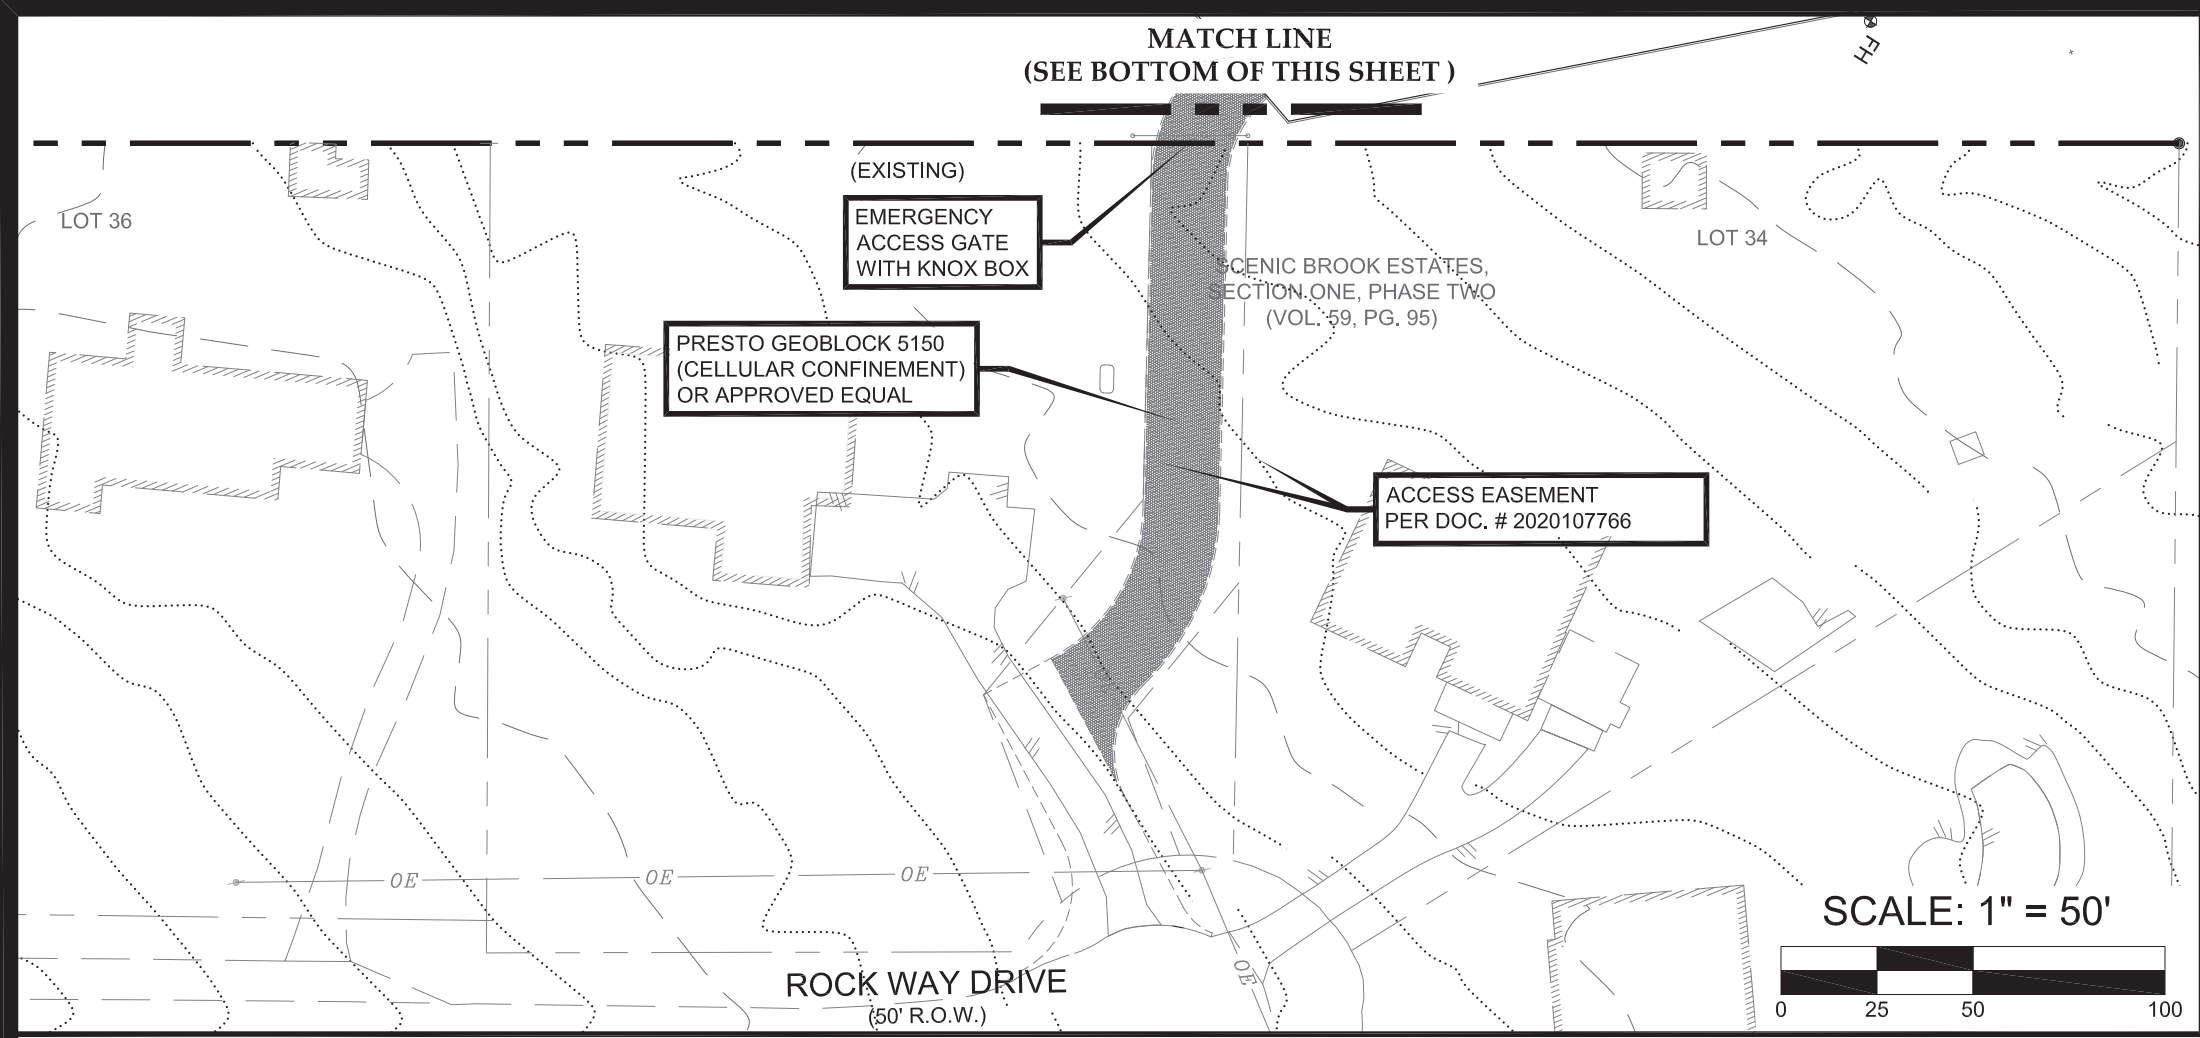 MATCH LINE
(SEE BOTTOM OF THIS SHEET )
FH
(EXISTING)
EMERGENCY
ACCESS GATE
WITH KNOX BOX
LOT 36
LOT 34
SCENIC BROOK ESTATES,
SECTION ONE, PHASE TWO
(VOL. 59, PG. 95)
PRESTO GEOBLOCK 5150
(CELLULAR CONFINEMENT)
OR APPROVED EQUAL
ACCESS EASEMENT
PER DOC. # 2020107766
OE
OE
OE
OE
ROCK WAY DRIVE
(50' R.O.W.)
SCALE: 1" = 50'
0 25 50 100